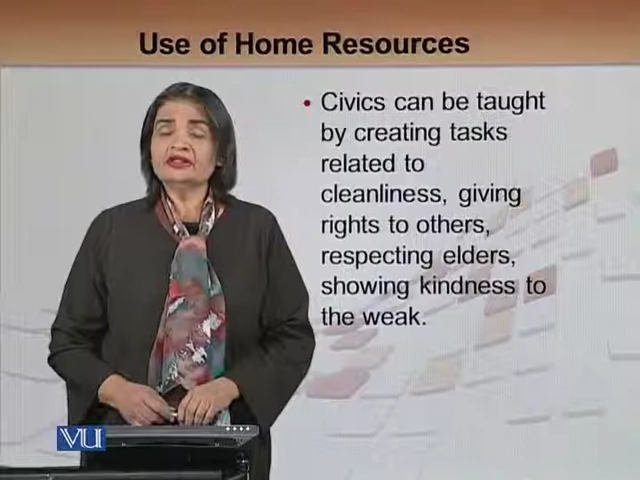 Use of Home Resources
• Civics can be taught
by creating tasks
related to
cleanliness, giving
rights to others,
respecting elders,
showing kindness to
the weak.
VU